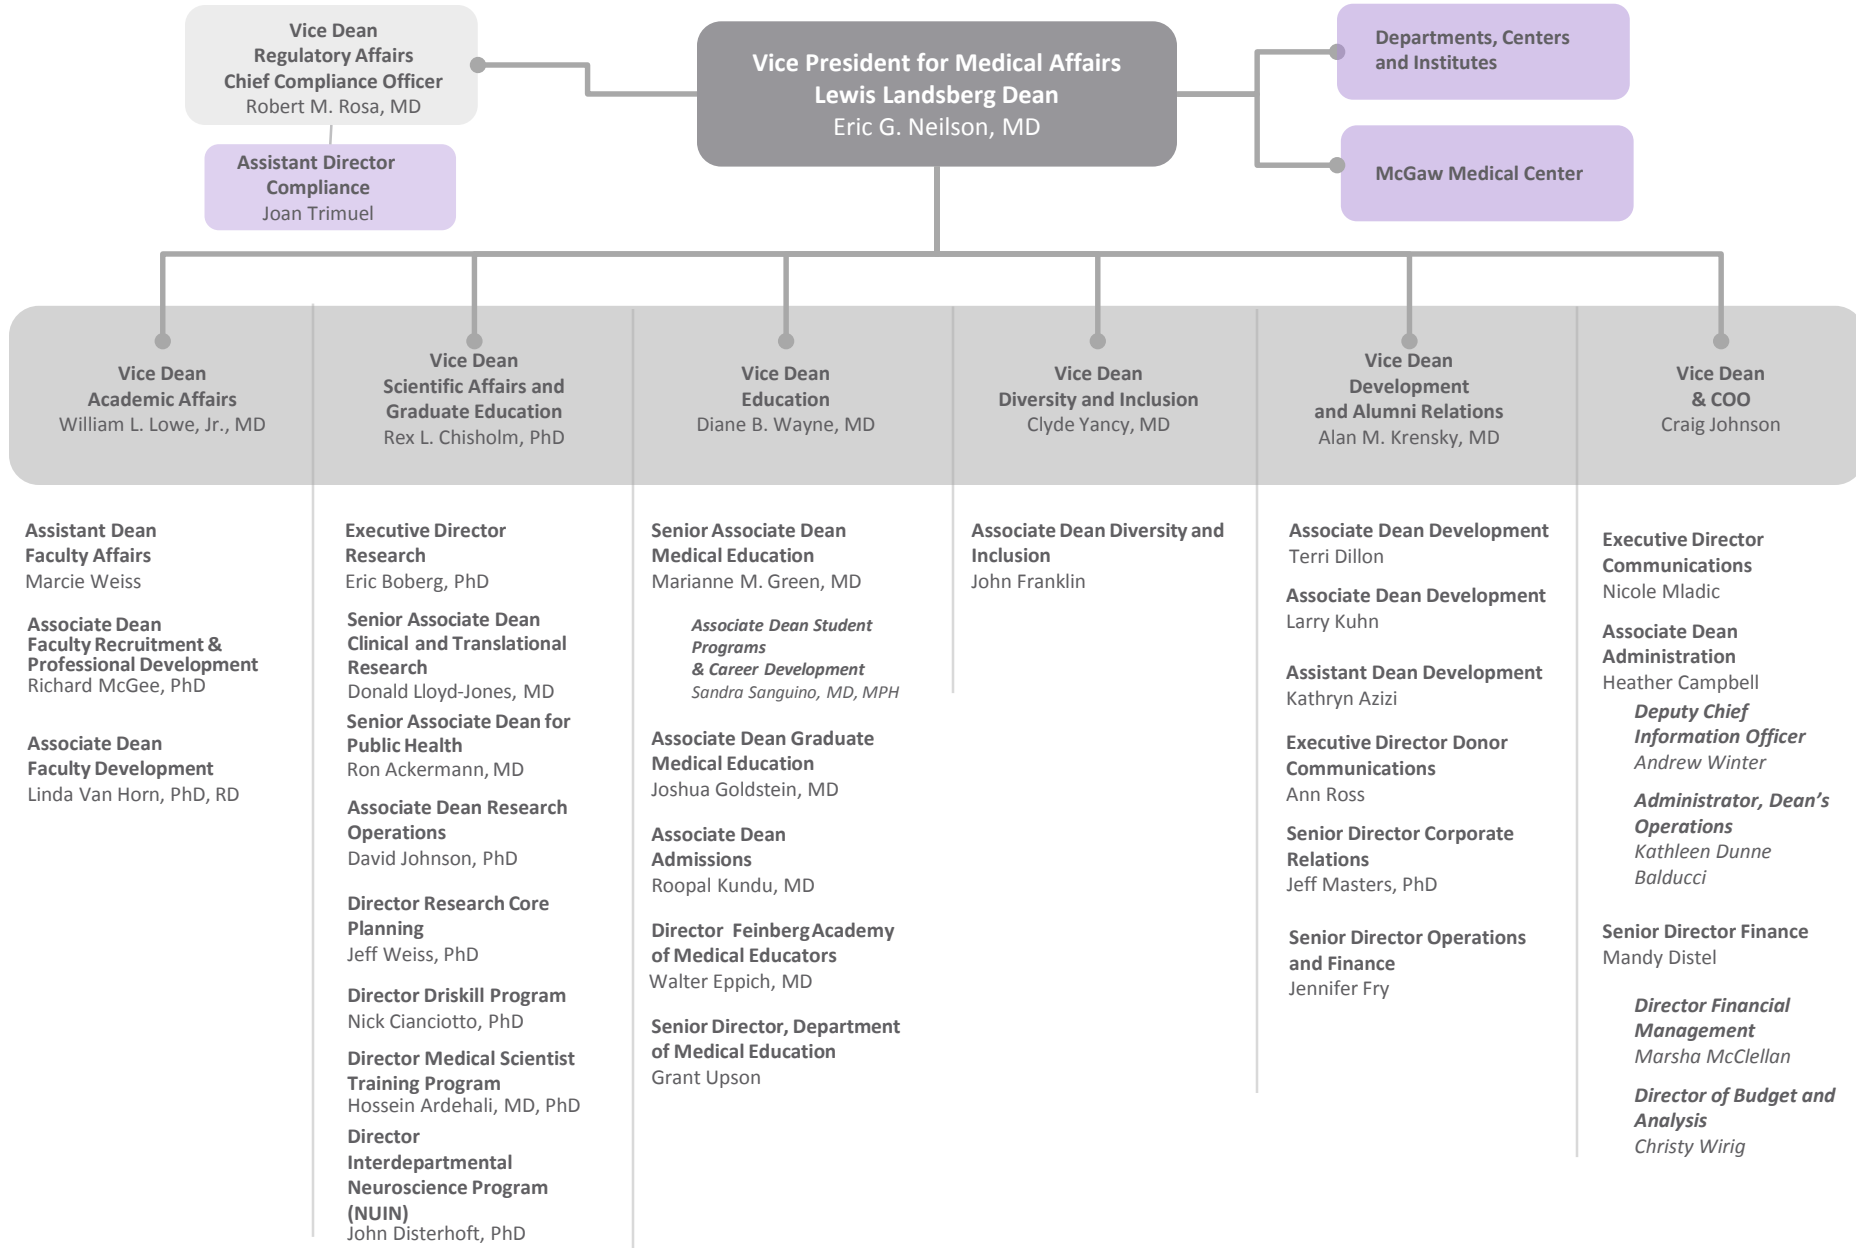 Vice Dean
Regulatory Affairs
Chief Compliance Officer
Robert M. Rosa, MD
Assistant Director
Compliance
Joan Trimuel
Vice President for Medical Affairs
Lewis Landsberg Dean
Eric G. Neilson, MD
Departments, Centers
and Institutes
McGaw Medical Center
Vice Dean
Academic Affairs
William L. Lowe, Jr., MD
Vice Dean
Scientific Affairs and
Graduate Education
Rex L. Chisholm, PhD
Vice Dean
Education
Diane B. Wayne, MD
Vice Dean
Diversity and Inclusion
Clyde Yancy, MD
Vice Dean
Development
and Alumni Relations
Alan M. Krensky, MD
Vice Dean
& COO
Craig Johnson
Assistant Dean
Faculty Affairs
Marcie Weiss
Associate Dean
Faculty Recruitment &
Professional Development
Richard McGee, PhD
Associate Dean
Faculty Development
Linda Van Horn, PhD, RD
Executive Director
Research
Eric Boberg, PhD
Senior Associate Dean
Clinical and Translational
Research
Donald Lloyd-Jones, MD
Senior Associate Dean for
Public Health
Ron Ackermann, MD
Associate Dean Research
Operations
David Johnson, PhD
Director Research Core
Planning
Jeff Weiss, PhD
Director Driskill Program
Nick Cianciotto, PhD
Director Medical Scientist
Training Program
Hossein Ardehali, MD, PhD
Director
Interdepartmental
Neuroscience Program
(NUIN)
John Disterhoft, PhD
Senior Associate Dean
Medical Education
Marianne M. Green, MD
Associate Dean Student
Programs
& Career Development
Sandra Sanguino, MD, MPH
Associate Dean Graduate
Medical Education
Joshua Goldstein, MD
Associate Dean
Admissions
Roopal Kundu, MD
Director Feinberg Academy
of Medical Educators
Walter Eppich, MD
Senior Director, Department
of Medical Education
Grant Upson
Associate Dean Diversity and
Inclusion
John Franklin
Associate Dean Development
Terri Dillon
Associate Dean Development
Larry Kuhn
Assistant Dean Development
Kathryn Azizi
Executive Director Donor
Communications
Ann Ross
Senior Director Corporate
Relations
Jeff Masters, PhD
Senior Director Operations
and Finance
Jennifer Fry
Executive Director
Communications
Nicole Mladic
Associate Dean
Administration
Heather Campbell
Deputy Chief
Information Officer
Andrew Winter
Administrator, Dean's
Operations
Kathleen Dunne
Balducci
Senior Director Finance
Mandy Distel
Director Financial
Management
Marsha McClellan
Director of Budget and
Analysis
Christy Wirig